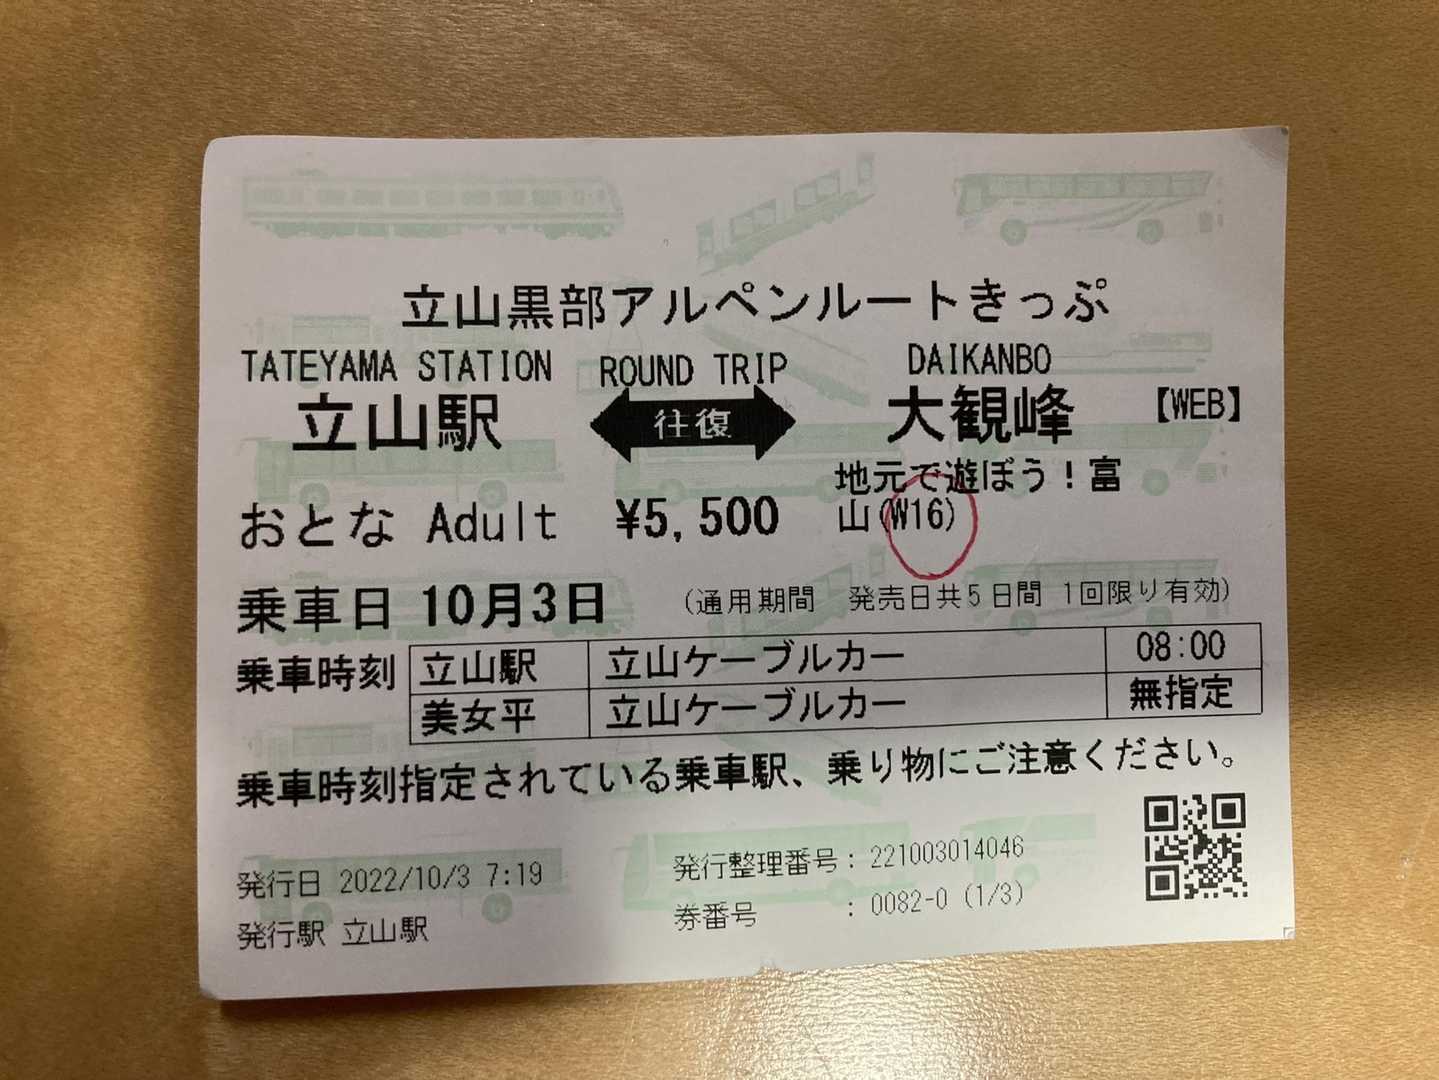 立山黒部アルペンルートきっぷ
TATEYAMA STATION ROUND TRIP DAIKANBO
立山駅 往復 大観峰 【WEB】
地元で遊ぼう！富
おとな Adult ¥5,500 山(W16)
乗車日 10月3日 (通用期間 発売日共5日間 1回限り有効)
乗車時刻 立山駅 立山ケーブルカー 08:00
美女平 立山ケーブルカー 無指定
乗車時刻指定されている乗車駅、乗り物にご注意ください。
発行日 2022/10/3 7:19 発行整理番号：221003014046
発行駅 立山駅 券番号 ：0082-0 (1/3)